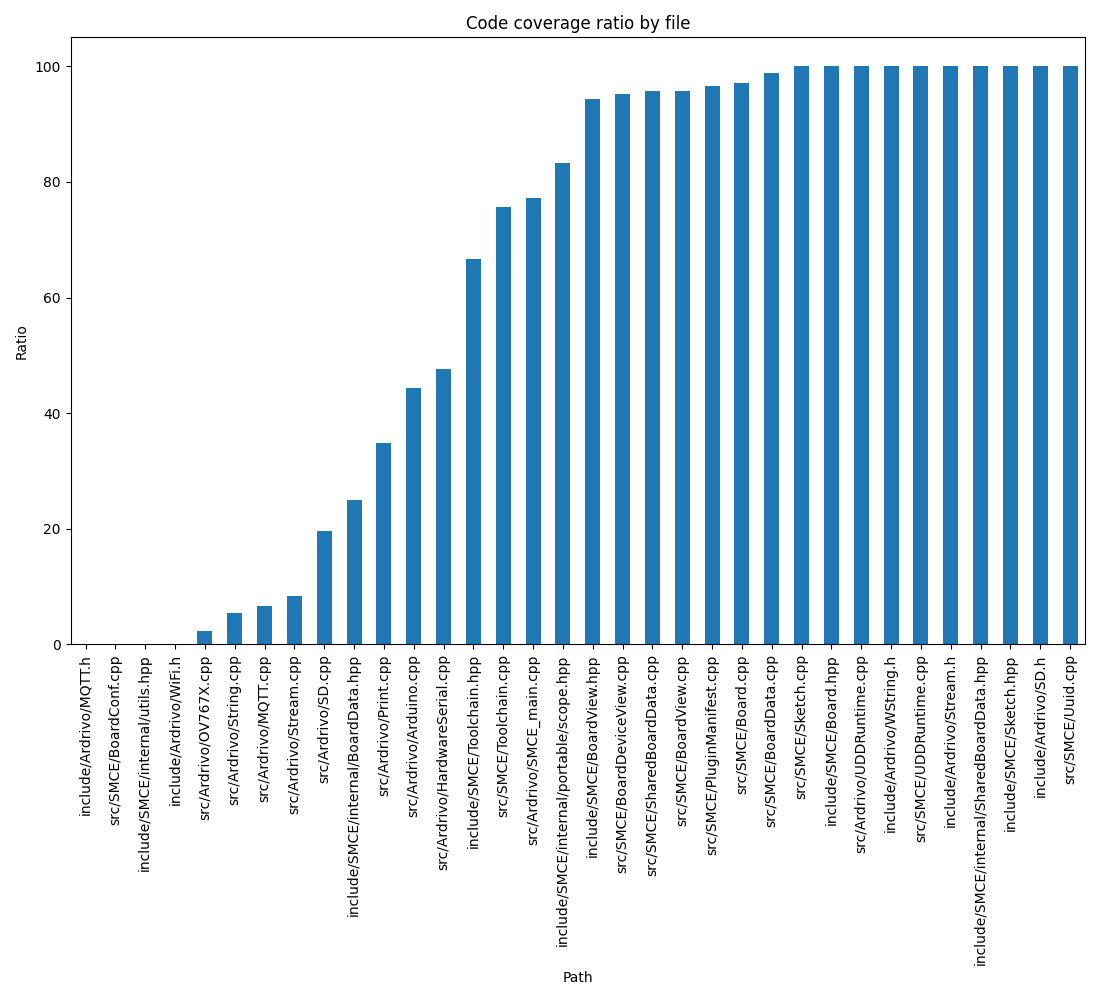 Code coverage ratio by file
Ratio
100
80
60
40
20
0
include/Ardrivo/MQTT.h
src/SMCE/BoardConf.cpp
include/SMCE/internal/utils.hpp
include/Ardrivo/WiFi.h
src/Ardrivo/OV767X.cpp
src/Ardrivo/String.cpp
src/Ardrivo/MQTT.cpp
src/Ardrivo/Stream.cpp
src/Ardrivo/SD.cpp
include/SMCE/internal/BoardData.hpp
src/Ardrivo/Print.cpp
src/Ardrivo/Arduino.cpp
src/Ardrivo/HardwareSerial.cpp
include/SMCE/Toolchain.hpp
src/SMCE/Toolchain.cpp
src/Ardrivo/SMCE_main.cpp
include/SMCE/internal/portable/scope.hpp
include/SMCE/BoardView.hpp
src/SMCE/BoardDeviceView.cpp
src/SMCE/SharedBoardData.cpp
src/SMCE/BoardView.cpp
src/SMCE/PluginManifest.cpp
src/SMCE/Board.cpp
src/SMCE/BoardData.cpp
src/SMCE/Sketch.cpp
include/SMCE/Board.hpp
src/Ardrivo/UDDRuntime.cpp
include/Ardrivo/WString.h
src/SMCE/UDDRuntime.cpp
include/Ardrivo/Stream.h
include/SMCE/internal/SharedBoardData.hpp
include/SMCE/Sketch.hpp
include/Ardrivo/SD.h
src/SMCE/Uuid.cpp
Path